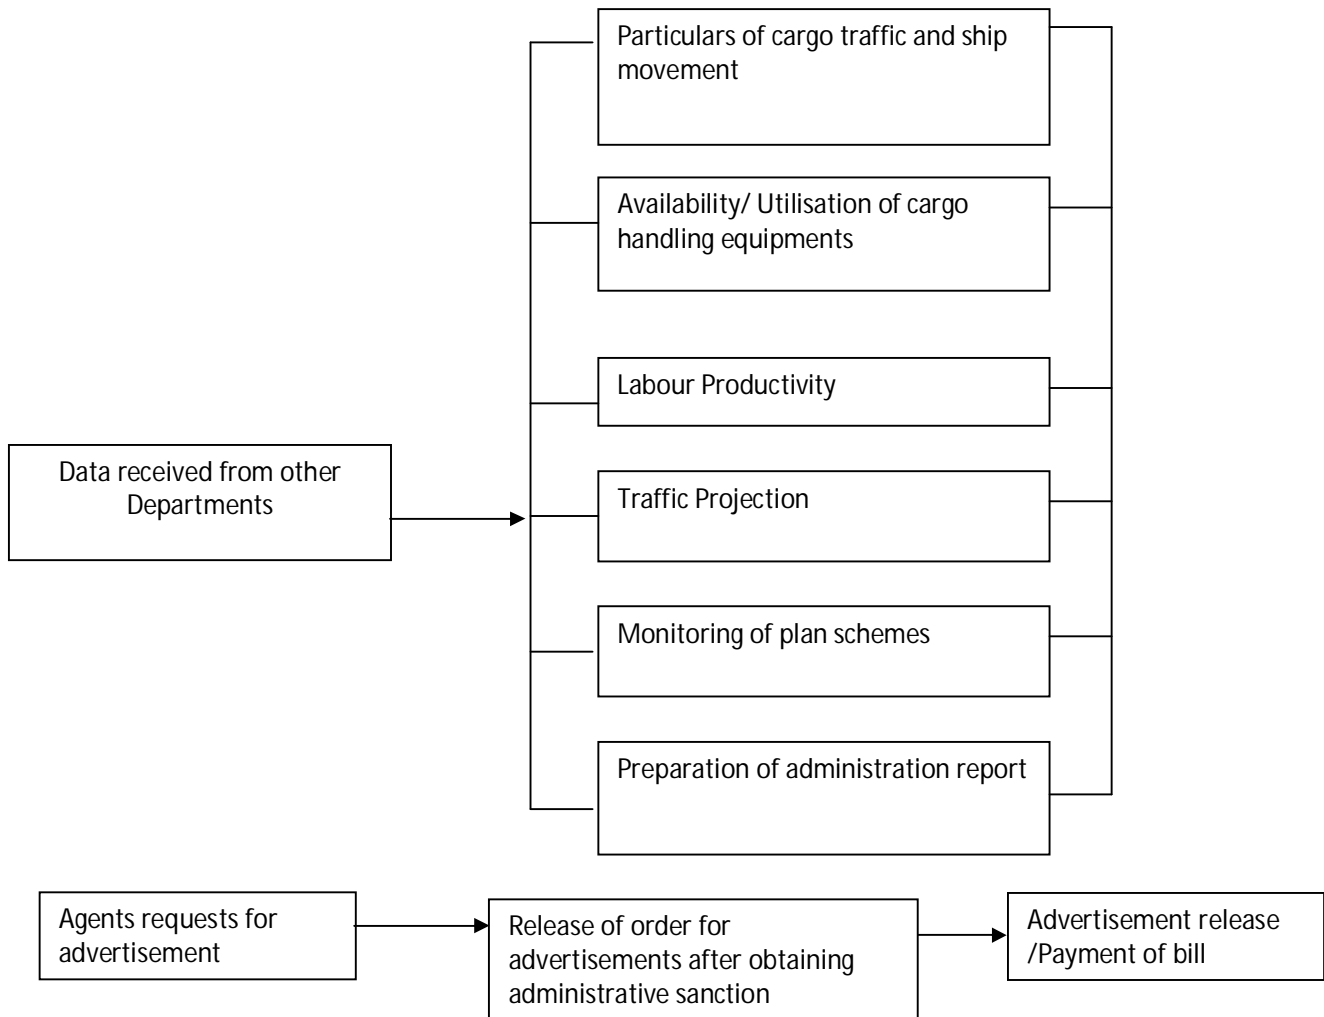 Particulars of cargo traffic and ship
movement
Availability/ Utilisation of cargo
handling equipments
Labour Productivity
Data received from other
Departments
Traffic Projection
Monitoring of plan schemes
Preparation of administration report
Agents requests for
advertisement
Release of order for
advertisements after obtaining
administrative sanction
Advertisement release
/Payment of bill